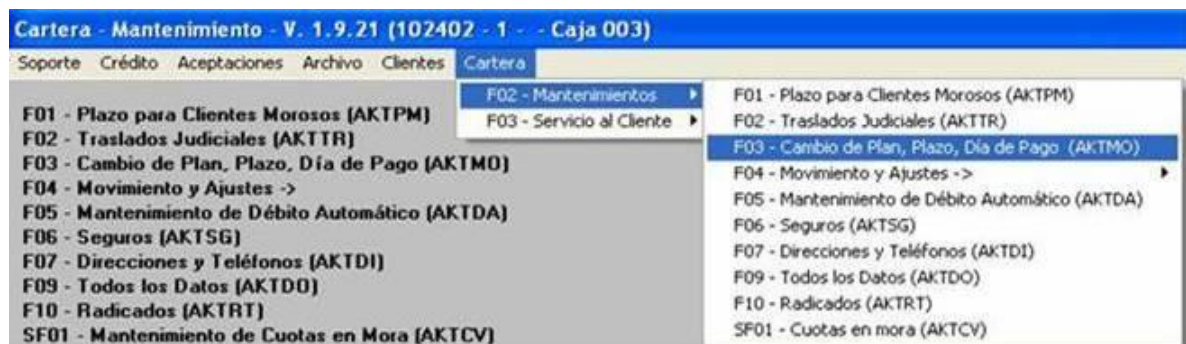 Cartera - Mantenimiento - V. 1.9.21 (102402 - 1 - - Caja 003)
Soporte Crédito Aceptaciones Archivo Clientes Cartera
F02 - Mantenimientos
F03 - Servicio al Cliente
F01 - Plazo para Clientes Morosos (AKTPM)
F02 - Traslados Judiciales (AKTTR)
F03 - Cambio de Plan, Plazo, Día de Pago (AKTMO)
F04 - Movimiento y Ajustes ->
F05 - Mantenimiento de Débito Automático (AKTDA)
F06 - Seguros (AKTSG)
F07 - Direcciones y Teléfonos (AKTDI)
F09 - Todos los Datos (AKTDO)
F10 - Radicados (AKTRT)
SF01 - Mantenimiento de Cuotas en Mora (AKTCV)
F01 - Plazo para Clientes Morosos (AKTPM)
F02 - Traslados Judiciales (AKTTR)
F03 - Cambio de Plan, Plazo, Día de Pago (AKTMO)
F04 - Movimiento y Ajustes ->
F05 - Mantenimiento de Débito Automático (AKTDA)
F06 - Seguros (AKTSG)
F07 - Direcciones y Teléfonos (AKTDI)
F09 - Todos los Datos (AKTDO)
F10 - Radicados (AKTRT)
SF01 - Cuotas en mora (AKTCV)